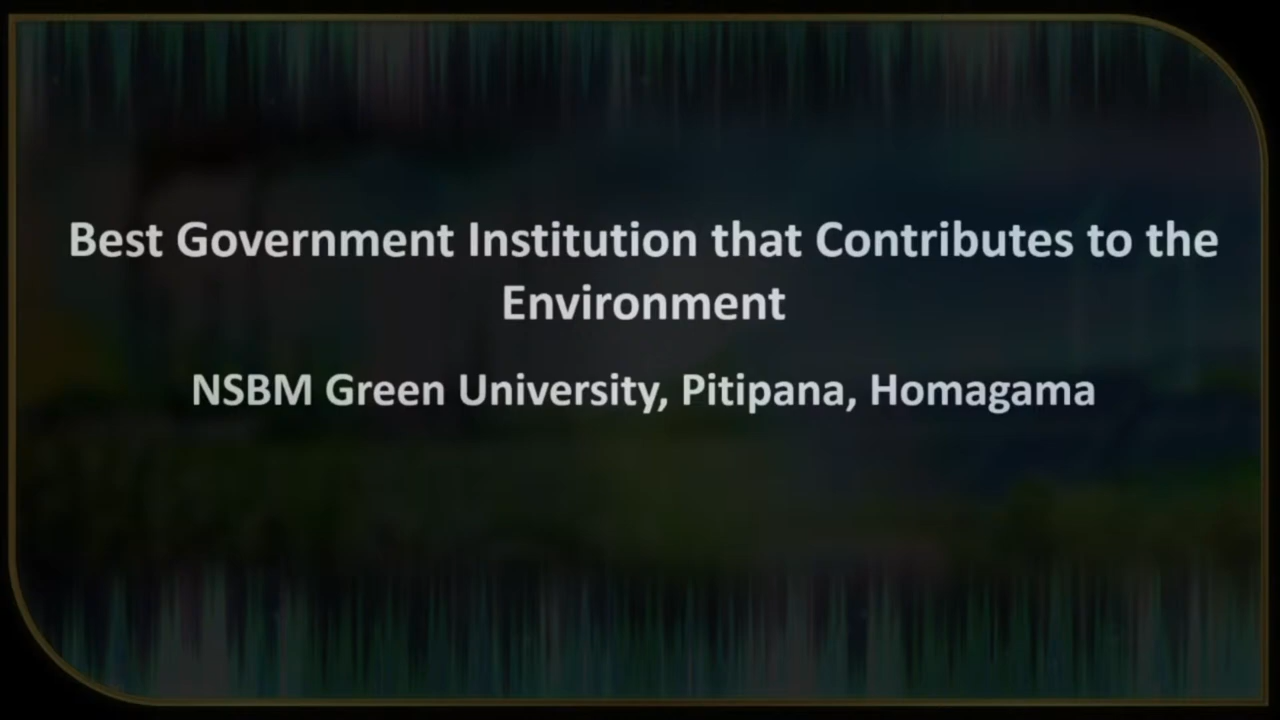 Best Government Institution that Contributes to the
Environment
NSBM Green University, Pitipana, Homagama